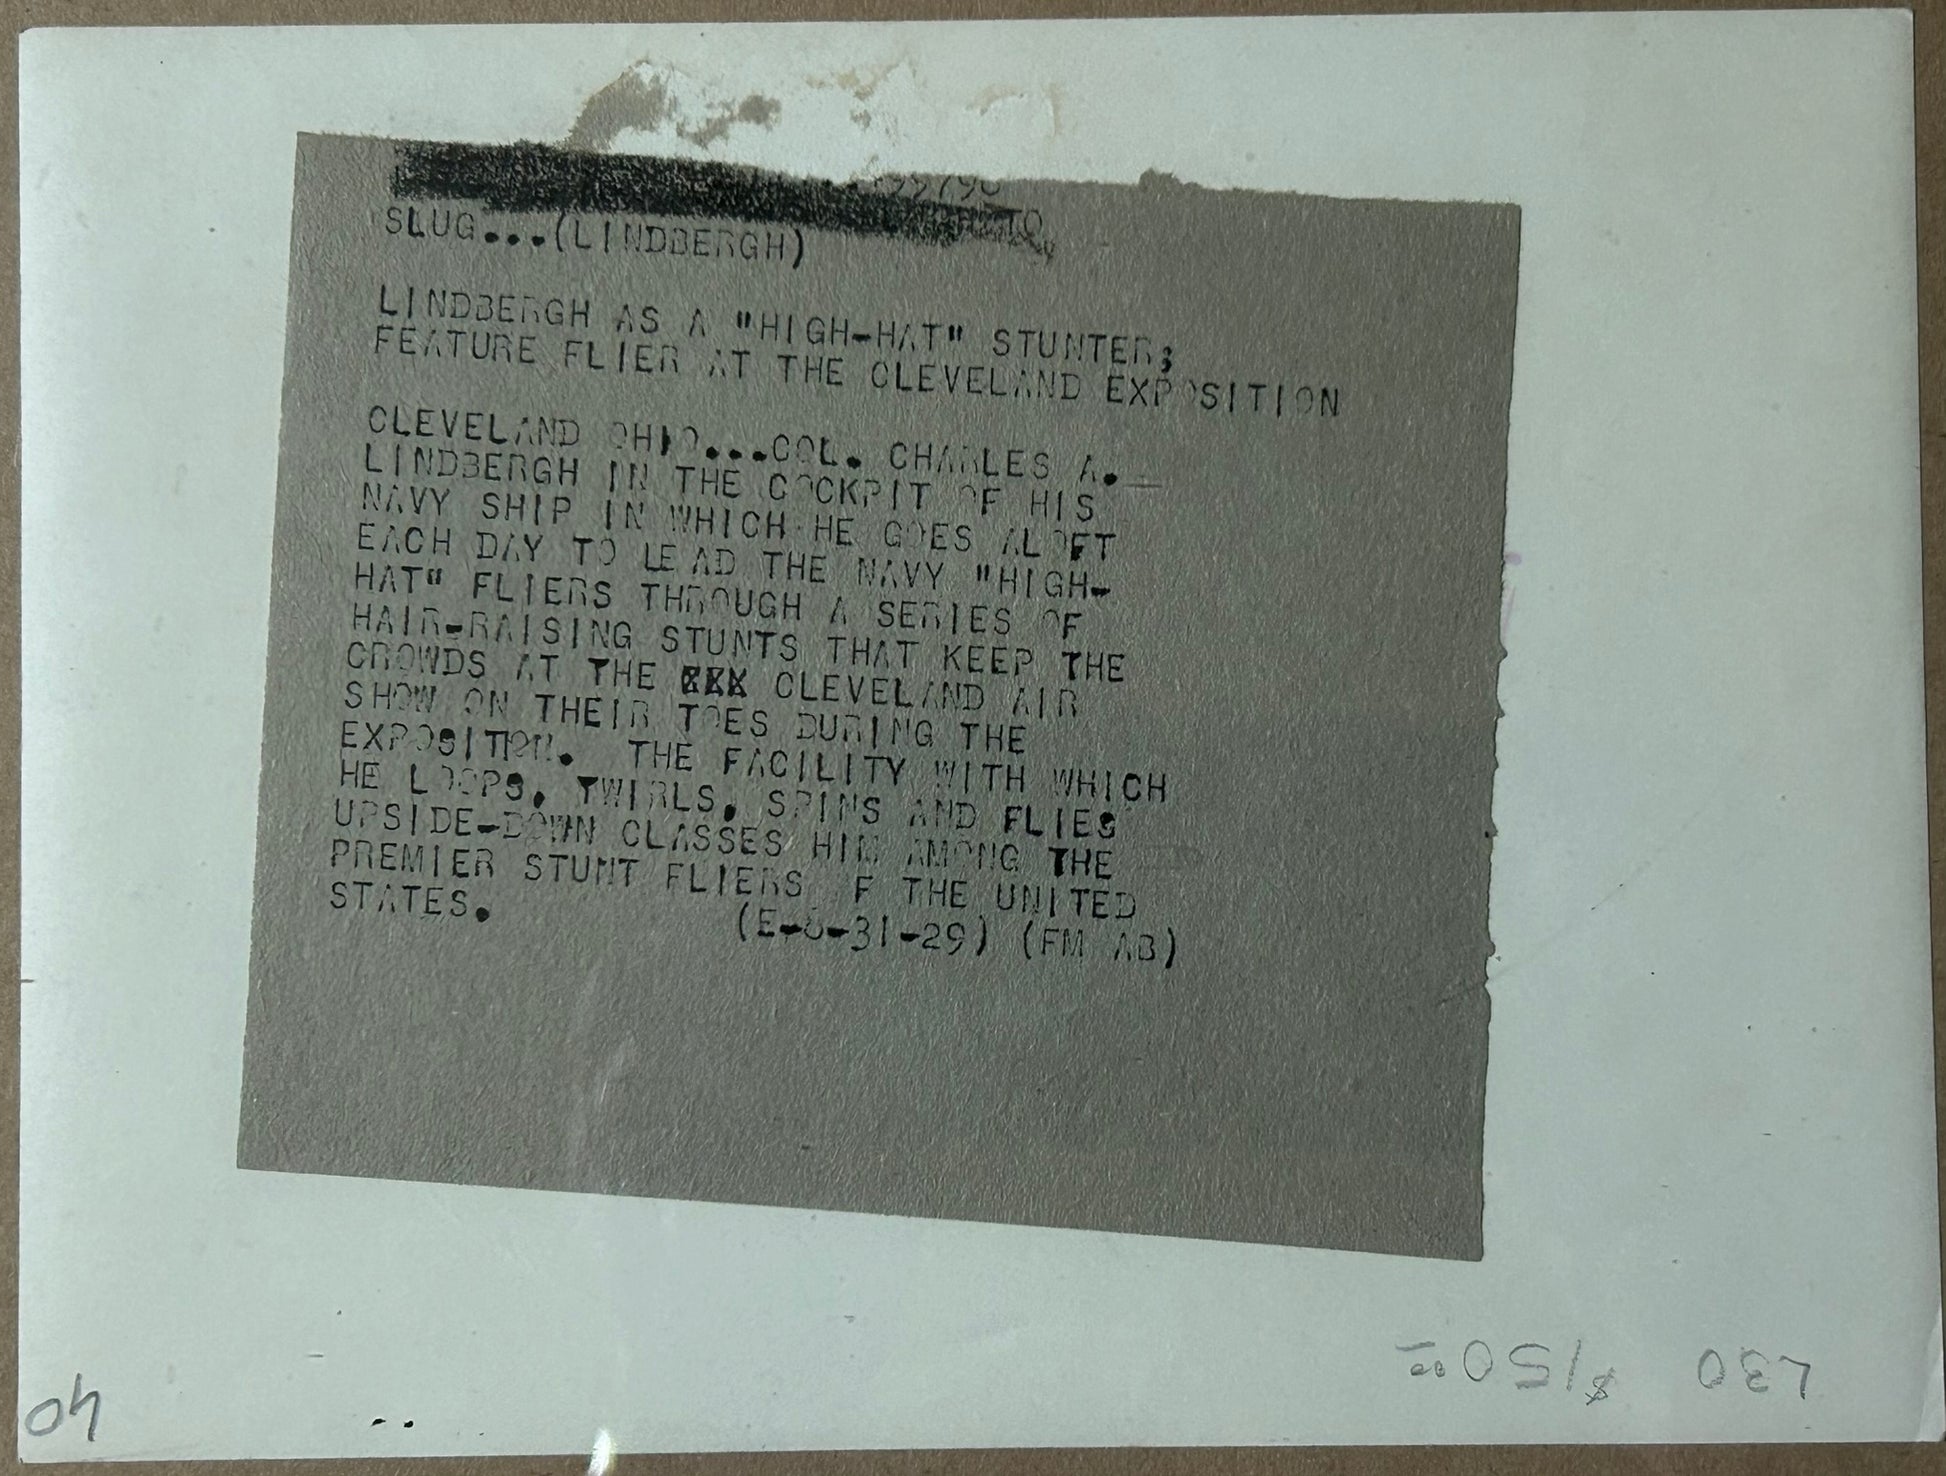 SLUG...(LINDBERGH)
LINDBERGH AS A "HIGH-HAT" STUNTER;
FEATURE FLIER AT THE CLEVELAND EXPOSITION
CLEVELAND OHIO...COL. CHARLES A.
LINDBERGH IN THE COCKPIT OF HIS
NAVY SHIP IN WHICH HE GOES ALOFT
EACH DAY TO LEAD THE NAVY "HIGH-
HAT" FLIERS THROUGH A SERIES OF
HAIR-RAISING STUNTS THAT KEEP THE
CROWDS AT THE XXX CLEVELAND AIR
SHOW ON THEIR TOES DURING THE
EXPOSITION. THE FACILITY WITH WHICH
HE LOOPS, TWIRLS, SPINS AND FLIES
UPSIDE-DOWN CLASSES HIM AMONG THE
PREMIER STUNT FLIERS F THE UNITED
STATES.
(E-8-31-29) (FM AB)
L30 $150.00
40